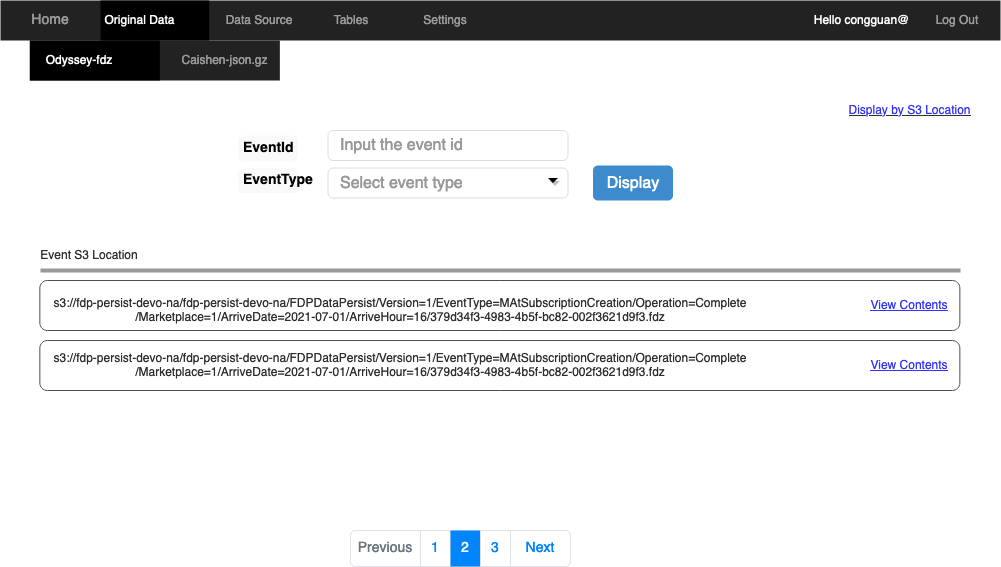 Home Original Data Data Source Tables Settings Hello congguan@ Log Out
Odyssey-fdz Caishen-json.gz
Display by S3 Location
EventId Input the event id
EventType Select event type Display
Event S3 Location
s3://fdp-persist-devo-na/fdp-persist-devo-na/FDPDataPersist/Version=1/EventType=MAtSubscriptionCreation/Operation=Complete
/Marketplace=1/ArriveDate=2021-07-01/ArriveHour=16/379d34f3-4983-4b5f-bc82-002f3621d9f3.fdz
View Contents
s3://fdp-persist-devo-na/fdp-persist-devo-na/FDPDataPersist/Version=1/EventType=MAtSubscriptionCreation/Operation=Complete
/Marketplace=1/ArriveDate=2021-07-01/ArriveHour=16/379d34f3-4983-4b5f-bc82-002f3621d9f3.fdz
View Contents
Previous 1 2 3 Next